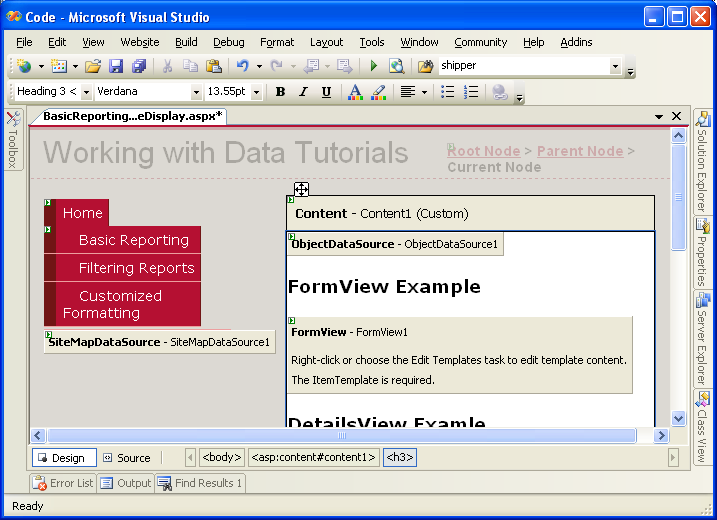 Code - Microsoft Visual Studio
File Edit View Website Build Debug Format Layout Tools Window Community Help Addins
shipper
Heading 3 < Verdana 13.55pt B I U A
BasicReporting...eDisplay.aspx*
Toolbox
Working with Data Tutorials
Root Node > Parent Node >
Current Node
Home
Basic Reporting
Filtering Reports
Customized
Formatting
SiteMapDataSource - SiteMapDataSource1
Content - Content1 (Custom)
ObjectDataSource - ObjectDataSource1
FormView Example
FormView - FormView1
Right-click or choose the Edit Templates task to edit template content.
The ItemTemplate is required.
DetailsView Example
Solution Explorer
Properties
Server Explorer
Class View
Design Source <body> <asp:content#content1> <h3>
Error List Output Find Results 1
Ready